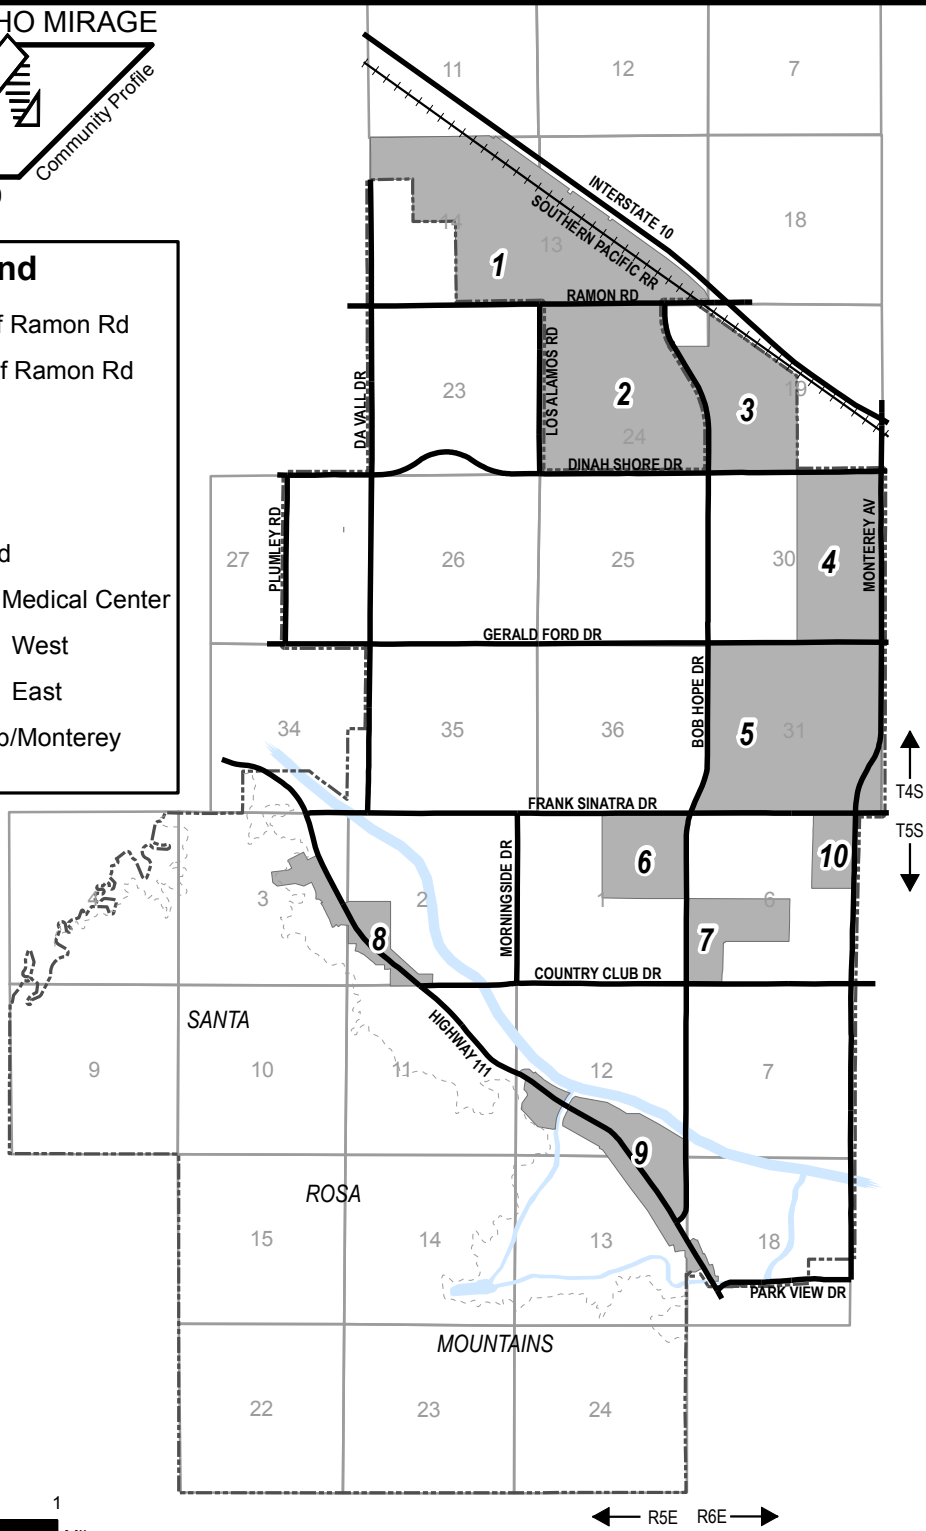 HO MIRAGE
Community Profile
nd
f Ramon Rd
f Ramon Rd
d
Medical Center
West
East
o/Monterey
11
12
7
INTERSTATE 10
SOUTHERN PACIFIC RR
14
13
18
1
RAMON RD
DA VALL DR
LOS ALAMOS RD
23
2
24
3
19
DINAH SHORE DR
PLUMLEY RD
MONTEREY AV
27
26
25
30
4
GERALD FORD DR
BOB HOPE DR
34
35
36
5
31
T4S
FRANK SINATRA DR
T5S
MORNINGSIDE DR
6
10
4
3
2
1
6
8
7
COUNTRY CLUB DR
SANTA
HIGHWAY 111
9
10
11
12
7
9
ROSA
15
14
13
18
PARK VIEW DR
MOUNTAINS
22
23
24
1
R5E R6E